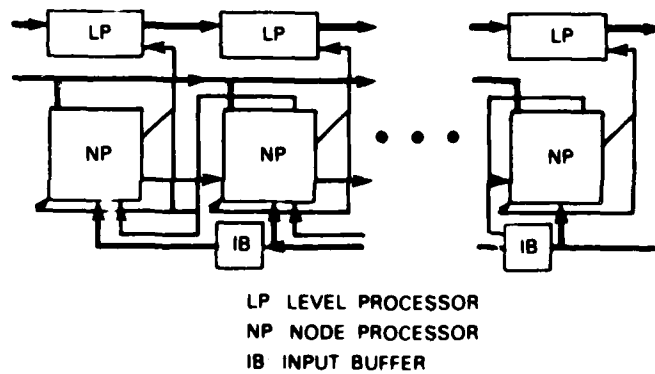 LP LP LP
NP NP NP
IB IB
LP LEVEL PROCESSOR
NP NODE PROCESSOR
IB INPUT BUFFER